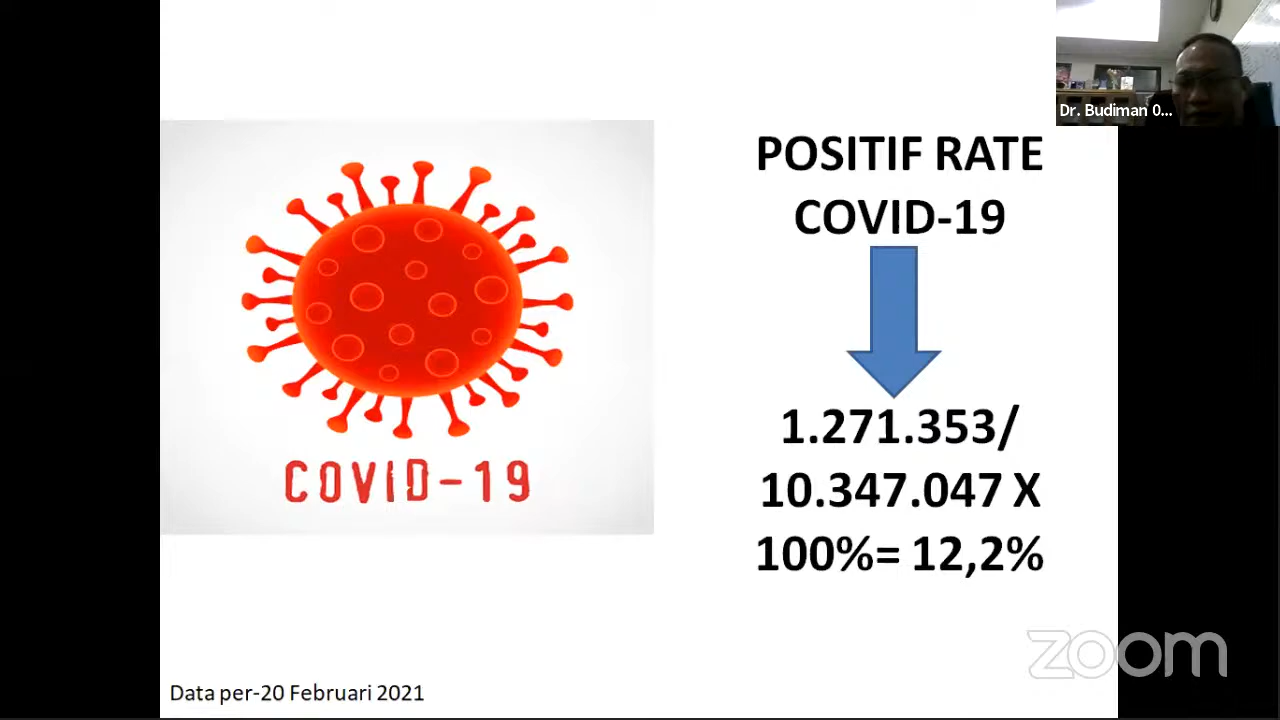 Dr. Budiman 0...
POSITIF RATE
COVID-19
1.271.353/
10.347.047 X
100%= 12,2%
COVID-19
Data per-20 Februari 2021
zoom